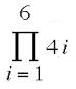 6
∏ 4i
i = 1